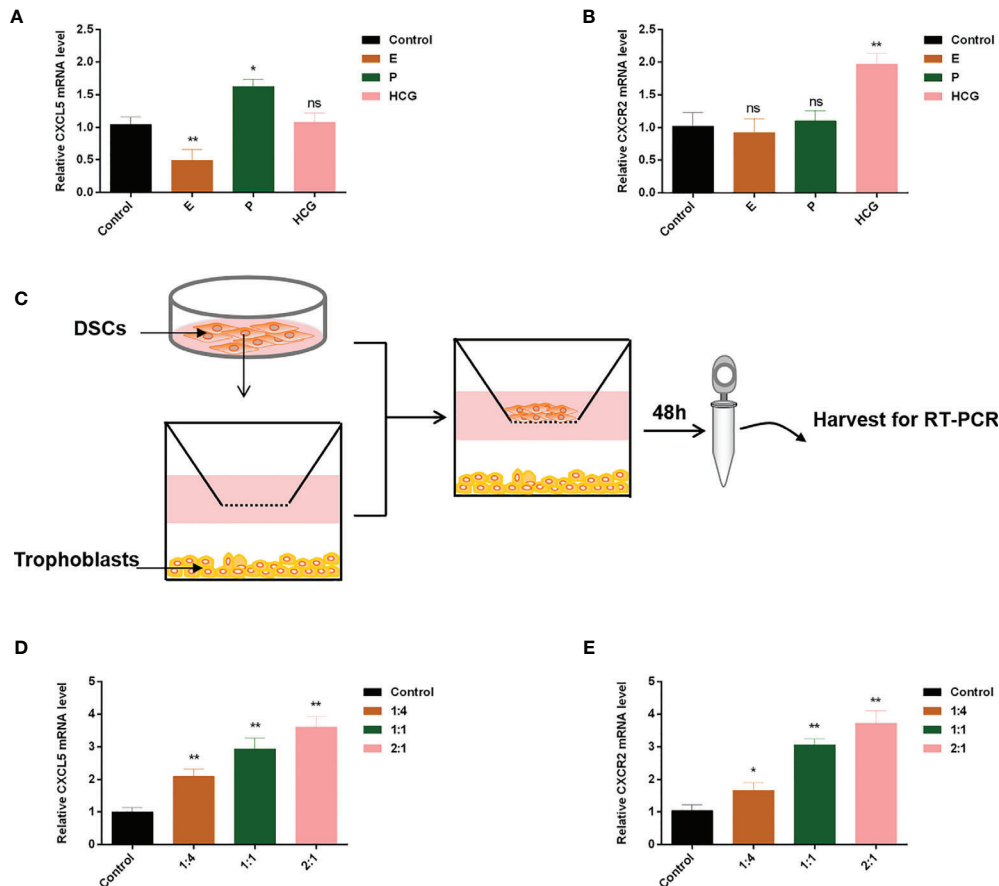 A
Relative CXCL5 mRNA level
2.5
2.0
1.5
1.0
0.5
0.0
**
*
ns
Control
E
P
HCG
Control
E
P
HCG
B
Relative CXCR2 mRNA level
2.5
2.0
1.5
1.0
0.5
0.0
ns
ns
**
Control
E
P
HCG
Control
E
P
HCG
C
DSCs
Trophoblasts
48h
Harvest for RT-PCR
D
Relative CXCL5 mRNA level
5
4
3
2
1
0
**
**
**
Control
1:4
1:1
2:1
Control
1:4
1:1
2:1
E
Relative CXCR2 mRNA level
5
4
3
2
1
0
*
**
**
Control
1:4
1:1
2:1
Control
1:4
1:1
2:1